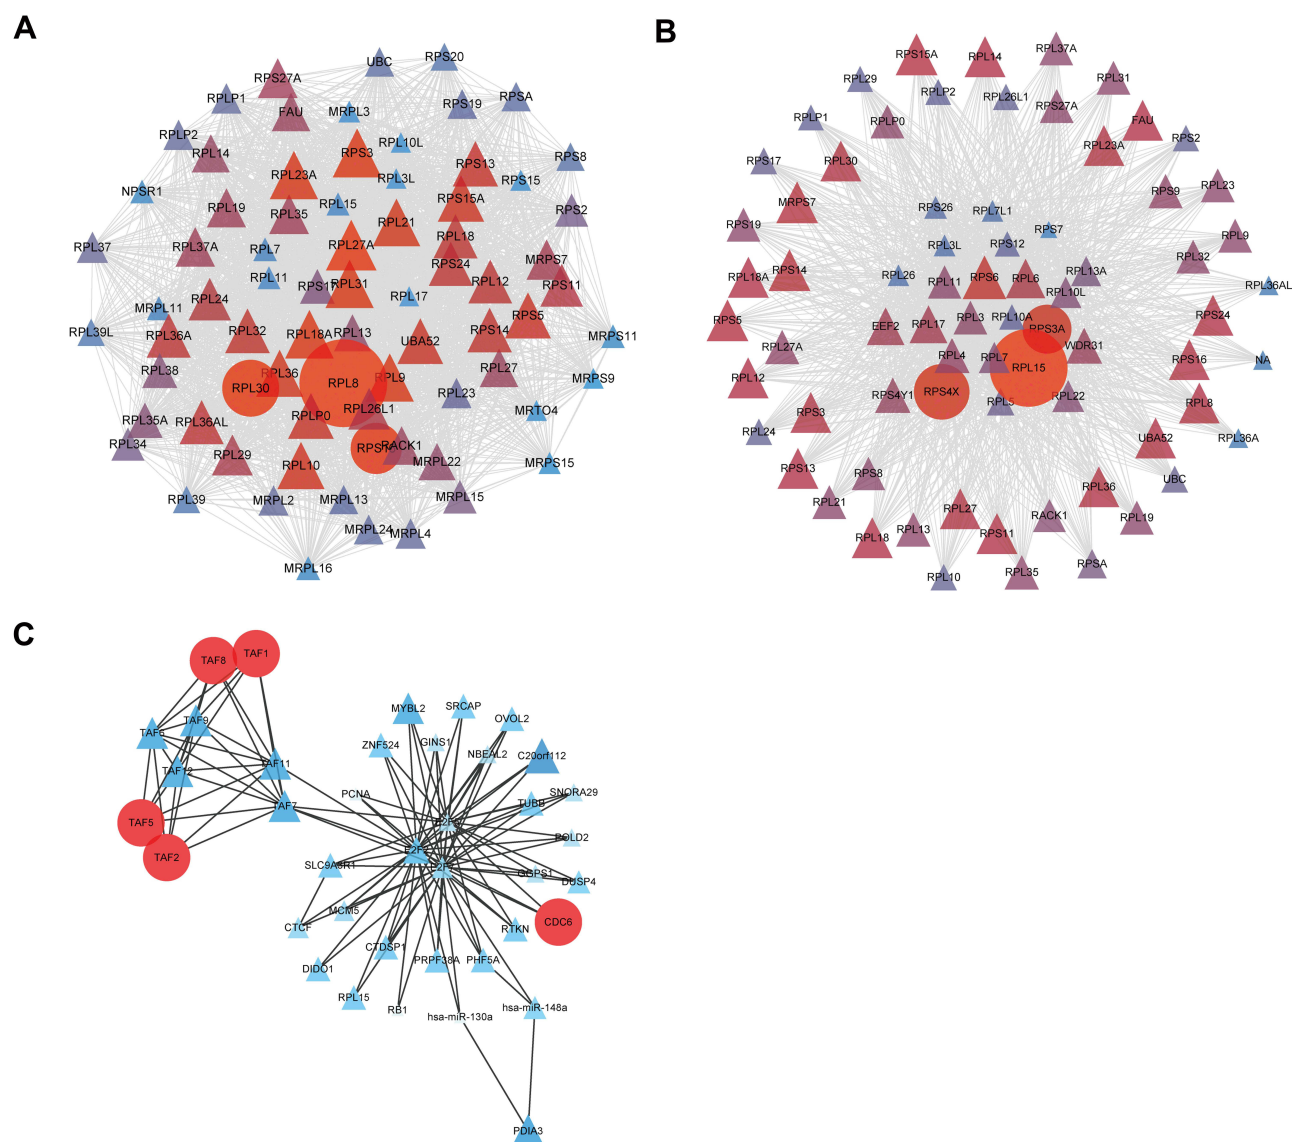 A
UBC
RPS20
RPS27A
RPLP1
FAU
MRPL3
RPS19
RPSA
RPLP2
RPL14
RPS3
RPL10L
RPS13
RPS8
NPSR1
RPL23A
RPL3L
RPS15
RPL19
RPL35
RPL15
RPL21
RPS15A
RPS2
RPL37
RPL37A
RPL7
RPL27A
RPL18
RPS24
MRPS7
RPL11
RPL31
RPL17
RPL12
RPS11
MRPL11
RPL24
RPS5
RPL39L
RPL36A
RPL32
RPL18A
RPL13
UBA52
RPS14
MRPS11
RPL38
RPL30
RPL36
RPL8
RPL9
RPL27
MRPS9
RPL23
RPL35A
RPL36AL
RPLP0
RPL26L1
MRTO4
RPL34
RPL29
RPL10
RACK1
MRPL22
MRPS15
RPL39
MRPL2
MRPL13
MRPL15
MRPL24
MRPL4
MRPL16
B
RPS15A
RPL14
RPL37A
RPL29
RPLP2
RPL26L1
RPS27A
RPL31
RPLP1
RPLP0
RPL23A
FAU
RPS2
RPS17
RPL30
MRPS7
RPS9
RPL23
RPS19
RPS26
RPL7L1
RPS7
RPL3L
RPS12
RPL32
RPL9
RPL18A
RPS14
RPL26
RPL11
RPS6
RPL6
RPL13A
RPL10L
RPL36AL
RPS5
EEF2
RPL17
RPL3
RPL10A
RPS3A
RPS24
RPL27A
RPL4
RPL7
WDR31
RPS16
NA
RPL12
RPS4Y1
RPS4X
RPL15
RPL5
RPL22
RPL8
RPL24
RPS3
UBA52
RPL36A
RPS13
RPS8
RPL36
UBC
RPL21
RPL27
RACK1
RPL19
RPL18
RPL13
RPS11
RPL10
RPL35
RPSA
C
TAF8
TAF1
TAF9
TAF6
TAF12
TAF11
TAF7
TAF5
TAF2
MYBL2
SRCAP
OVOL2
ZNF524
GINS1
NBEAL2
C20orf112
PCNA
TUBB
SNORA29
POLD2
SLC9A3R1
GGPS1
DUSP4
MCM5
CTCF
CDC6
RTKN
CTDSP1
DIDO1
PRPF38A
PHF5A
RPL15
RB1
hsa-miR-130a
hsa-miR-148a
PDIA3